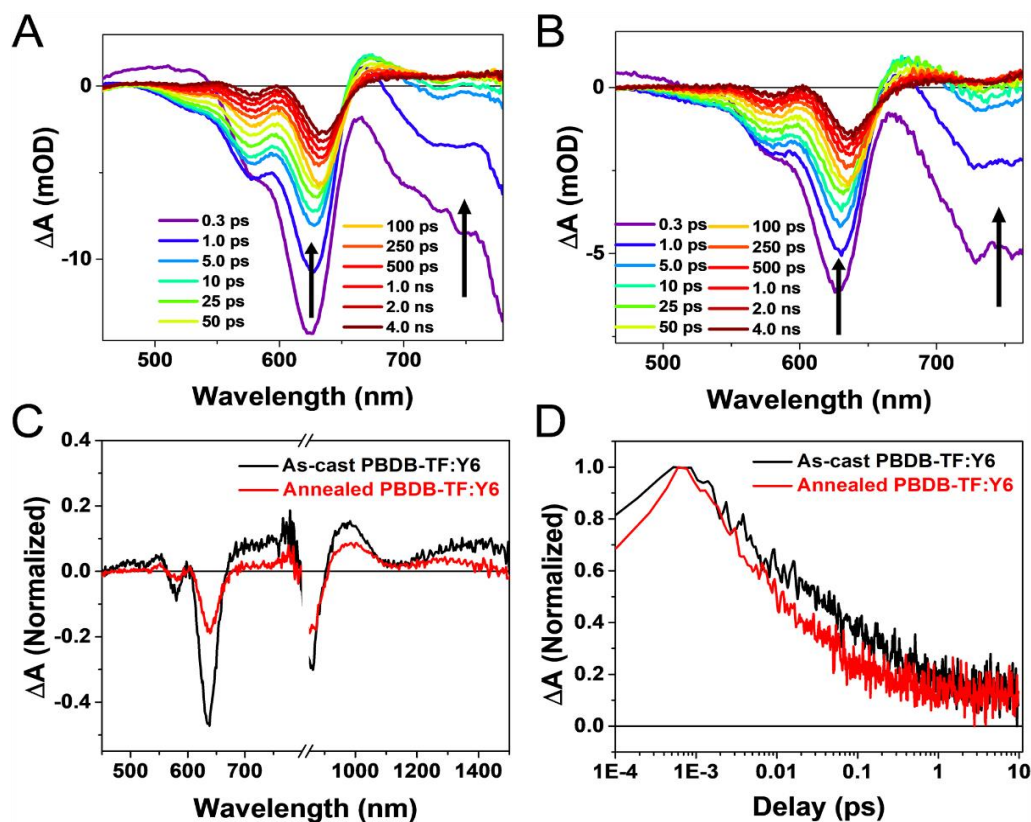 A
ΔA (mOD)
0
-10
0.3 ps
1.0 ps
5.0 ps
10 ps
25 ps
50 ps
100 ps
250 ps
500 ps
1.0 ns
2.0 ns
4.0 ns
500 600 700
Wavelength (nm)
B
ΔA (mOD)
0
-5
0.3 ps
1.0 ps
5.0 ps
10 ps
25 ps
50 ps
100 ps
250 ps
500 ps
1.0 ns
2.0 ns
4.0 ns
500 600 700
Wavelength (nm)
C
ΔA (Normalized)
0.4
0.2
0.0
-0.2
-0.4
As-cast PBDB-TF:Y6
Annealed PBDB-TF:Y6
450 600 750 1000 1200 1400
Wavelength (nm)
D
ΔA (Normalized)
1.0
0.8
0.6
0.4
0.2
0.0
As-cast PBDB-TF:Y6
Annealed PBDB-TF:Y6
1E-4 1E-3 0.01 0.1 1 10
Delay (ps)